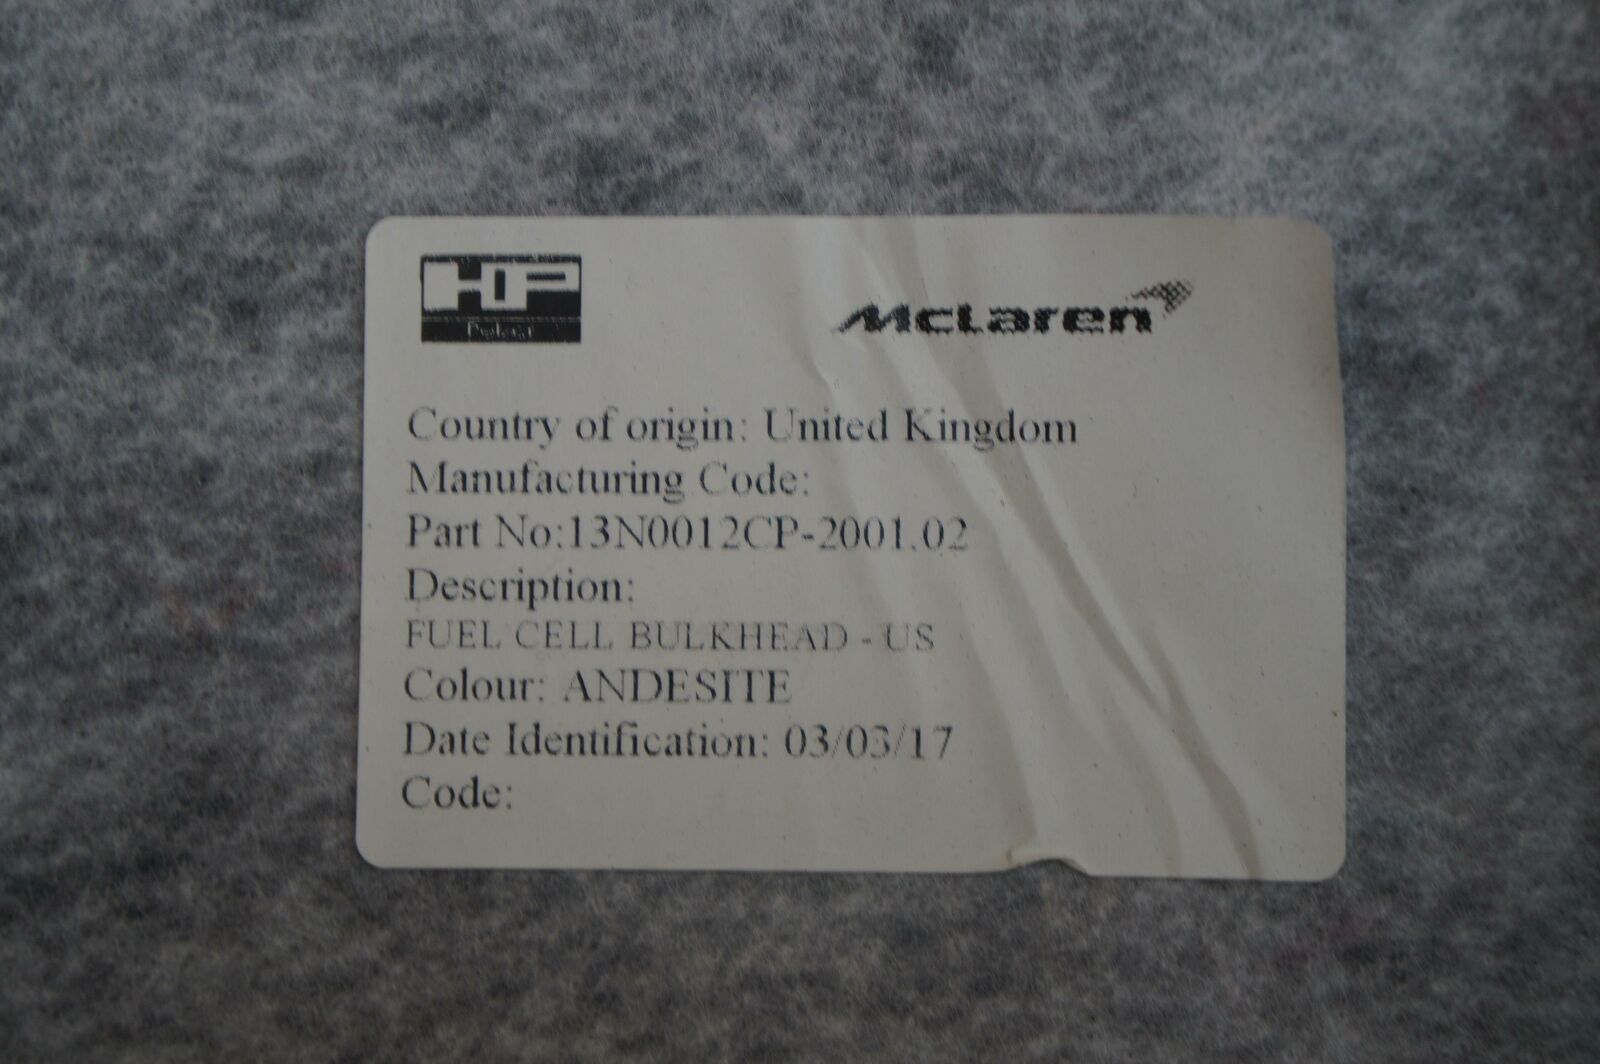 HP
McLaren
Country of origin: United Kingdom
Manufacturing Code:
Part No:13N0012CP-2001.02
Description:
FUEL CELL BULKHEAD - US
Colour: ANDESITE
Date Identification: 03/03/17
Code: